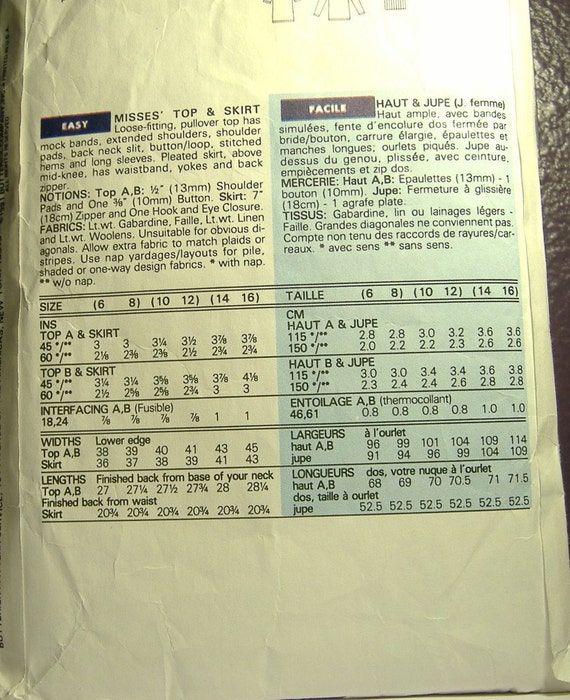 EASY
MISSES' TOP & SKIRT
Loose-fitting, pullover top has
mock bands, extended shoulders, shoulder
pads, back neck slit, button/loop, stitched
hems and long sleeves. Pleated skirt, above
mid-knee, has waistband, yokes and back
zipper.
NOTIONS: Top A,B: ½" (13mm) Shoulder
Pads and One ⅜" (10mm) Button. Skirt: 7"
(18cm) Zipper and One Hook and Eye Closure.
FABRICS: Lt.wt. Gabardine, Faille, Lt.wt. Linen
and Lt.wt. Woolens. Unsuitable for obvious di-
agonals. Allow extra fabric to match plaids or
stripes. Use nap yardages/layouts for pile,
shaded or one-way design fabrics. * with nap.
** w/o nap.
SIZE (6 8) (10 12) (14 16)
INS
TOP A & SKIRT
45 */** 3 3 3¼ 3½ 3⅞ 3⅞
60 */** 2⅛ 2⅜ 2⅜ 2½ 2¾ 2¾
TOP B & SKIRT
45 */** 3¼ 3¼ 3⅝ 3⅝ 3⅞ 4⅛
60 */** 2½ 2⅝ 2⅝ 2¾ 3 3
INTERFACING A,B (Fusible)
18,24 ⅞ ⅞ ⅞ ⅞ 1 1
WIDTHS Lower edge
Top A,B 38 39 40 41 43 45
Skirt 36 37 38 39 41 43
LENGTHS Finished back from base of your neck
Top A,B 27 27¼ 27½ 27¾ 28 28¼
Finished back from waist
Skirt 20¾ 20¾ 20¾ 20¾ 20¾ 20¾
FACILE
HAUT & JUPE (J. femme)
Haut ample, avec bandes
simulées, fente d'encolure dos fermée par
bride/bouton, carrure élargie, épaulettes et
manches longues; ourlets piqués. Jupe au-
dessus du genou, plissée, avec ceinture,
empiècements et zip dos.
MERCERIE: Haut A,B: Epaulettes (13mm) - 1
bouton (10mm). Jupe: Fermeture à glissière
(18cm) - 1 agrafe plate.
TISSUS: Gabardine, lin ou lainages légers -
Faille. Grandes diagonales ne conviennent pas.
Compte non tenu des raccords de rayures/car-
reaux. * avec sens ** sans sens.
TAILLE (6 8) (10 12) (14 16)
CM
HAUT A & JUPE
115 */** 2.8 2.8 3.0 3.2 3.6 3.6
150 */** 2.0 2.2 2.2 2.3 2.6 2.6
HAUT B & JUPE
115 */** 3.0 3.0 3.4 3.4 3.6 3.8
150 */** 2.3 2.4 2.4 2.6 2.8 2.8
ENTOILAGE A,B (thermocollant)
46,61 0.8 0.8 0.8 0.8 1.0 1.0
LARGEURS à l'ourlet
haut A,B 96 99 101 104 109 114
jupe 91 94 96 99 104 109
LONGUEURS dos, votre nuque à l'ourlet
haut A,B 68 69 70 70.5 71 71.5
dos, taille à ourlet
jupe 52.5 52.5 52.5 52.5 52.5 52.5